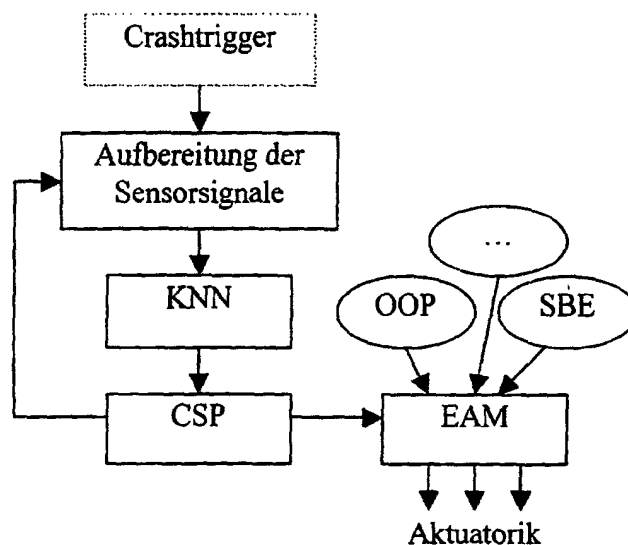 Crashtrigger
Aufbereitung der
Sensorsignale
...
KNN
OOP
SBE
CSP
EAM
Aktuatorik